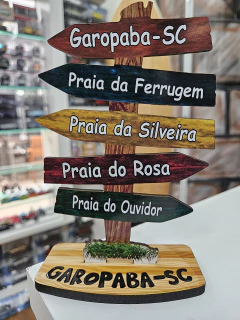 Garopaba-SC
Praia da Ferrugem
Praia da Silveira
Praia do Rosa
Praia do Ouvidor
GAROPABA-SC